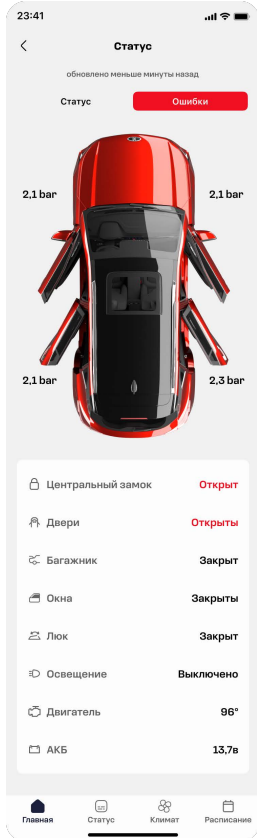 23:41
Статус
обновлено меньше минуты назад
Статус Ошибки
2,1 bar 2,1 bar
2,1 bar 2,3 bar
Центральный замок Открыт
Двери Открыты
Багажник Закрыт
Окна Закрыты
Люк Закрыт
Освещение Выключено
Двигатель 96°
АКБ 13,7в
Главная Статус Климат Расписание